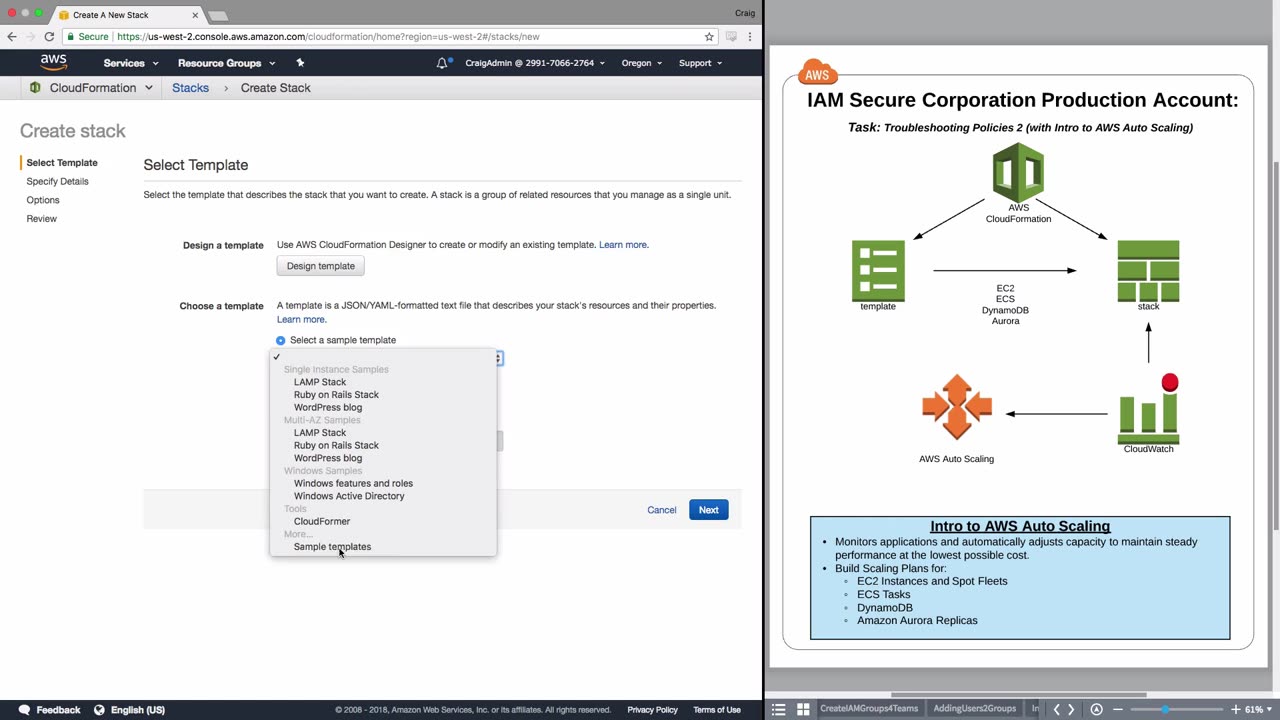 Create A New Stack
Craig
Secure
https://us-west-2.console.aws.amazon.com/cloudformation/home?region=us-west-2#/stacks/new
aws
Services
Resource Groups
CraigAdmin @ 2991-7066-2764
Oregon
Support
CloudFormation
Stacks
Create Stack
Create stack
Select Template
Specify Details
Options
Review
Select Template
Select the template that describes the stack that you want to create. A stack is a group of related resources that you manage as a single unit.
Design a template
Use AWS CloudFormation Designer to create or modify an existing template. Learn more.
Design template
Choose a template
A template is a JSON/YAML-formatted text file that describes your stack's resources and their properties.
Learn more.
Select a sample template
Single Instance Samples
LAMP Stack
Ruby on Rails Stack
WordPress blog
Multi-AZ Samples
LAMP Stack
Ruby on Rails Stack
WordPress blog
Windows Samples
Windows features and roles
Windows Active Directory
Tools
CloudFormer
More...
Sample templates
Cancel
Next
Feedback
English (US)
© 2008 - 2018, Amazon Web Services, Inc. or its affiliates. All rights reserved.
Privacy Policy
Terms of Use
AWS
IAM Secure Corporation Production Account:
Task: Troubleshooting Policies 2 (with Intro to AWS Auto Scaling)
AWS
CloudFormation
template
EC2
ECS
DynamoDB
Aurora
stack
AWS Auto Scaling
CloudWatch
Intro to AWS Auto Scaling
• Monitors applications and automatically adjusts capacity to maintain steady
performance at the lowest possible cost.
• Build Scaling Plans for:
◦ EC2 Instances and Spot Fleets
◦ ECS Tasks
◦ DynamoDB
◦ Amazon Aurora Replicas
CreateIAMGroups4Teams
AddingUsers2Groups
61%